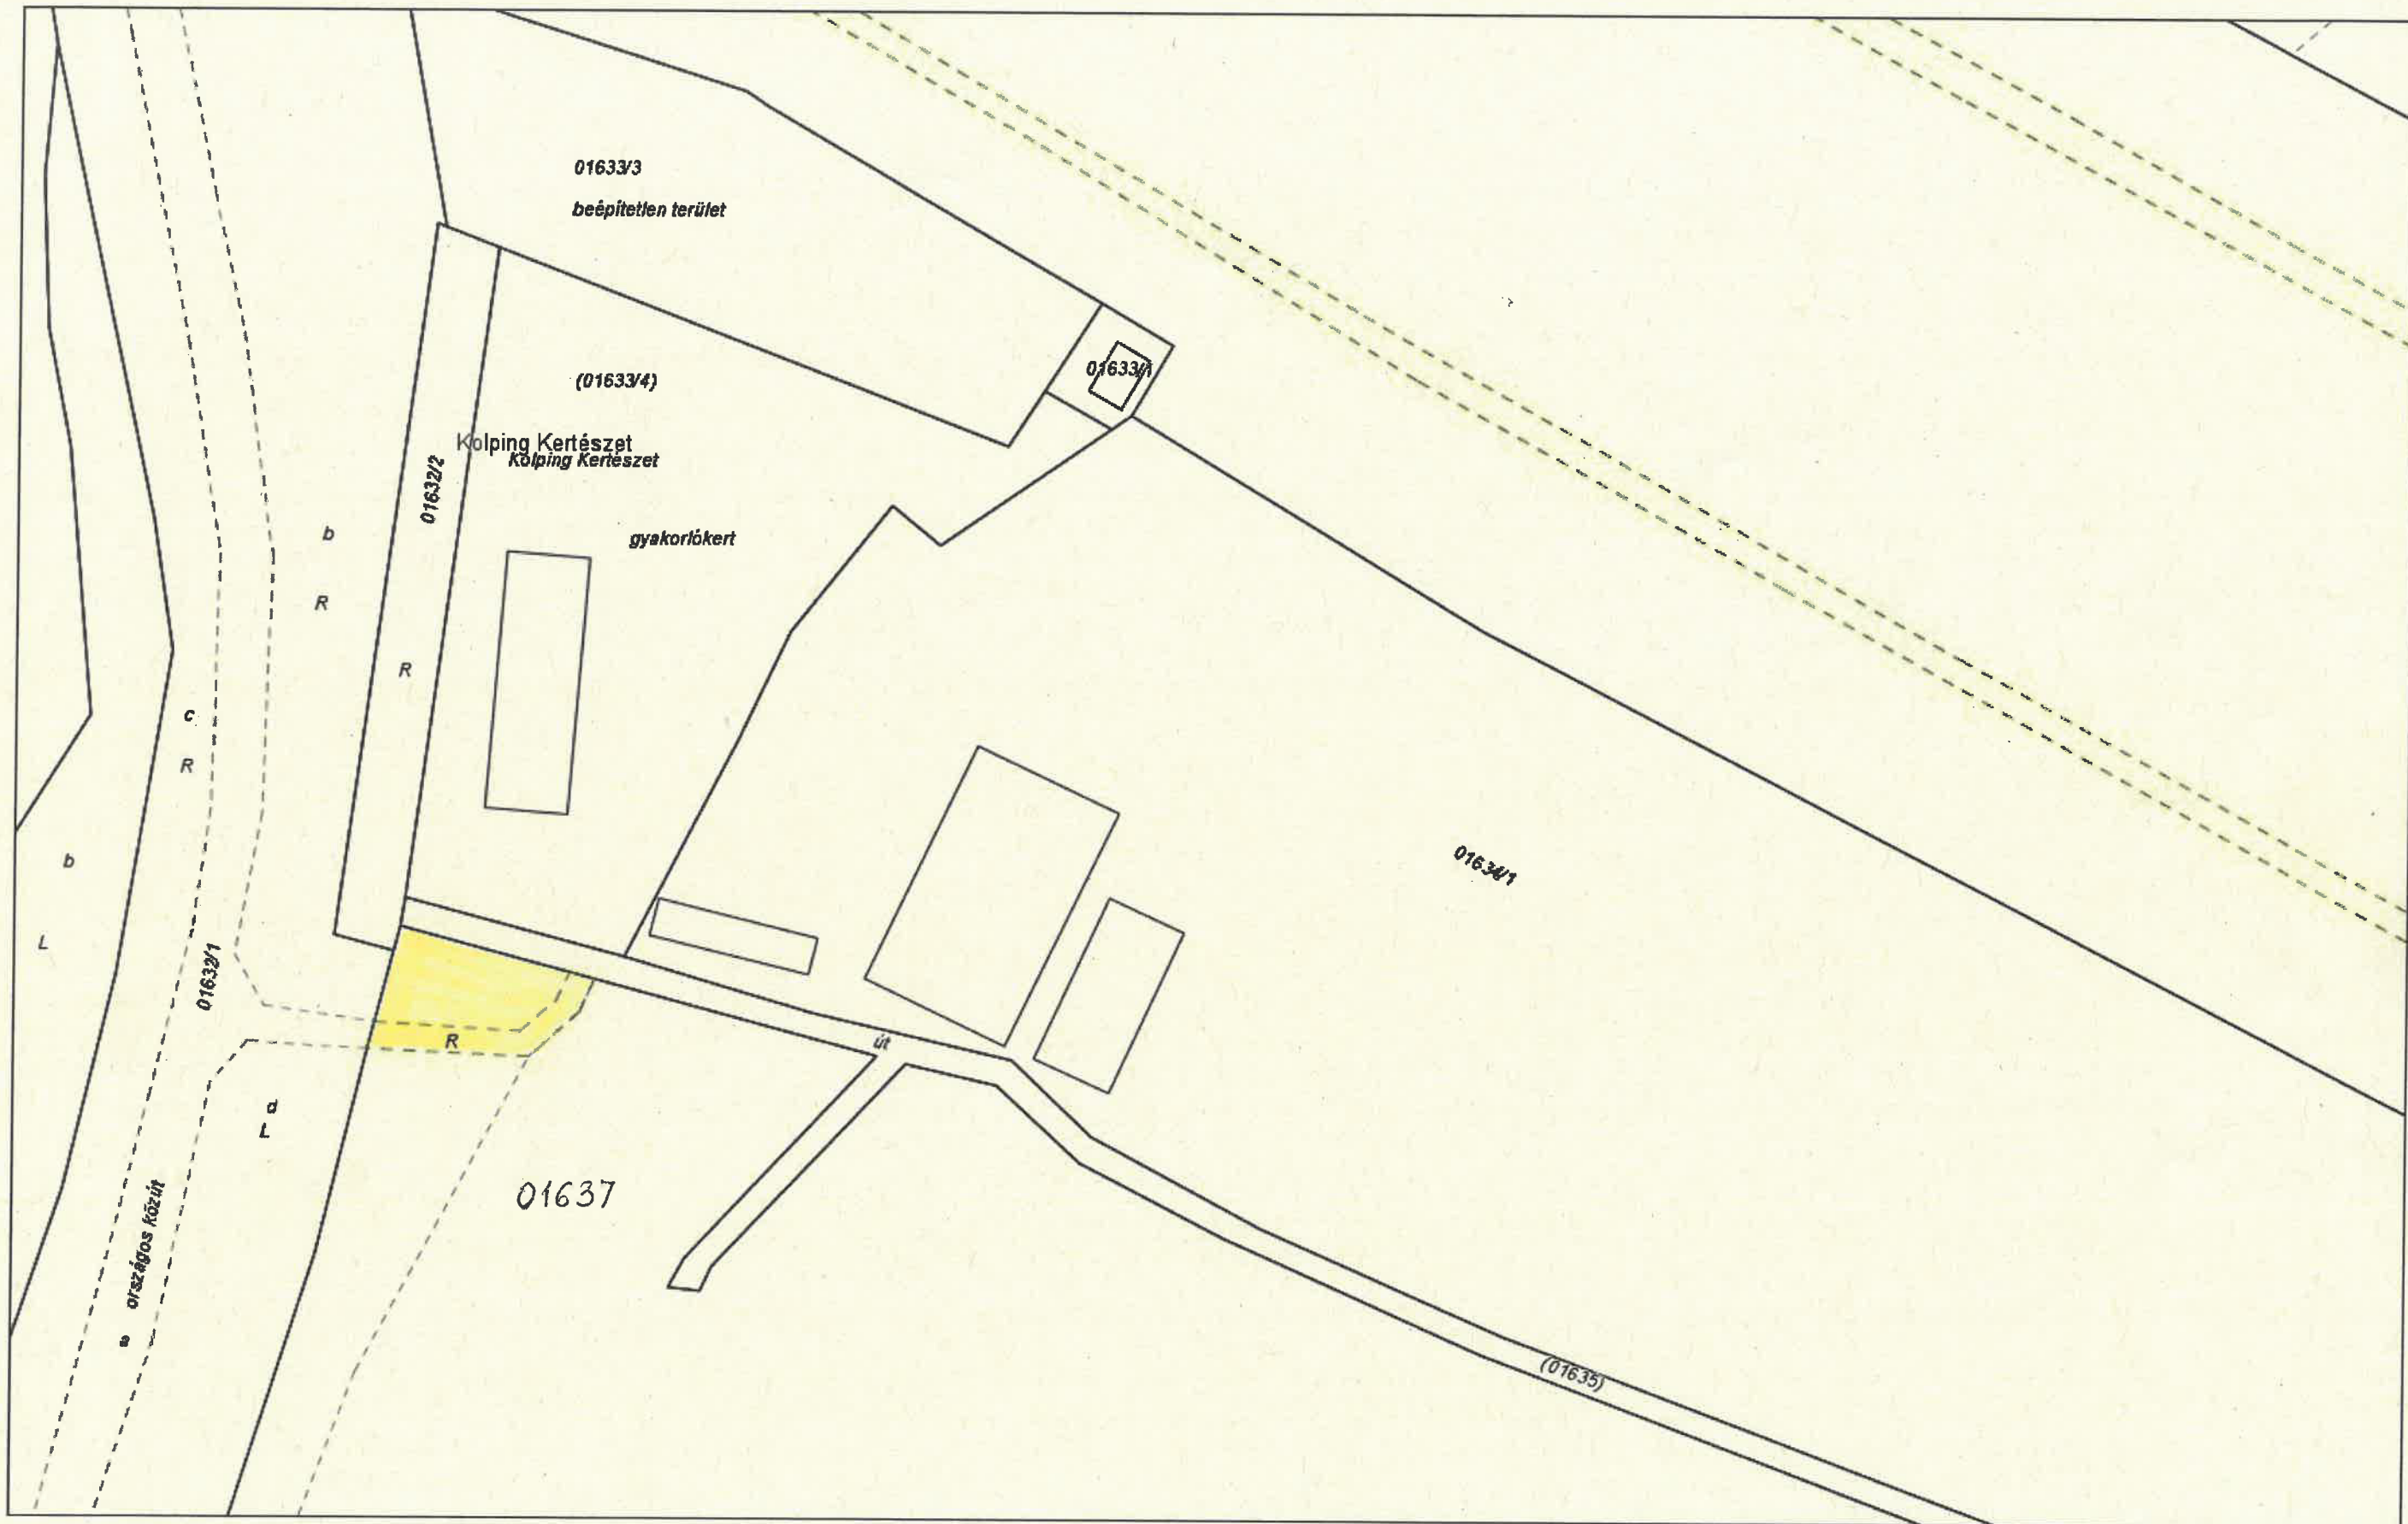 01633/3
beépítetlen terület
01633/1
(01633/4)
Kolping Kertészet
Kolping Kertészet
01632/2
gyakorlókert
b
R
R
c
R
b
L
01634/1
01632/1
R
út
d
L
01637
országos közút
a
(01635)